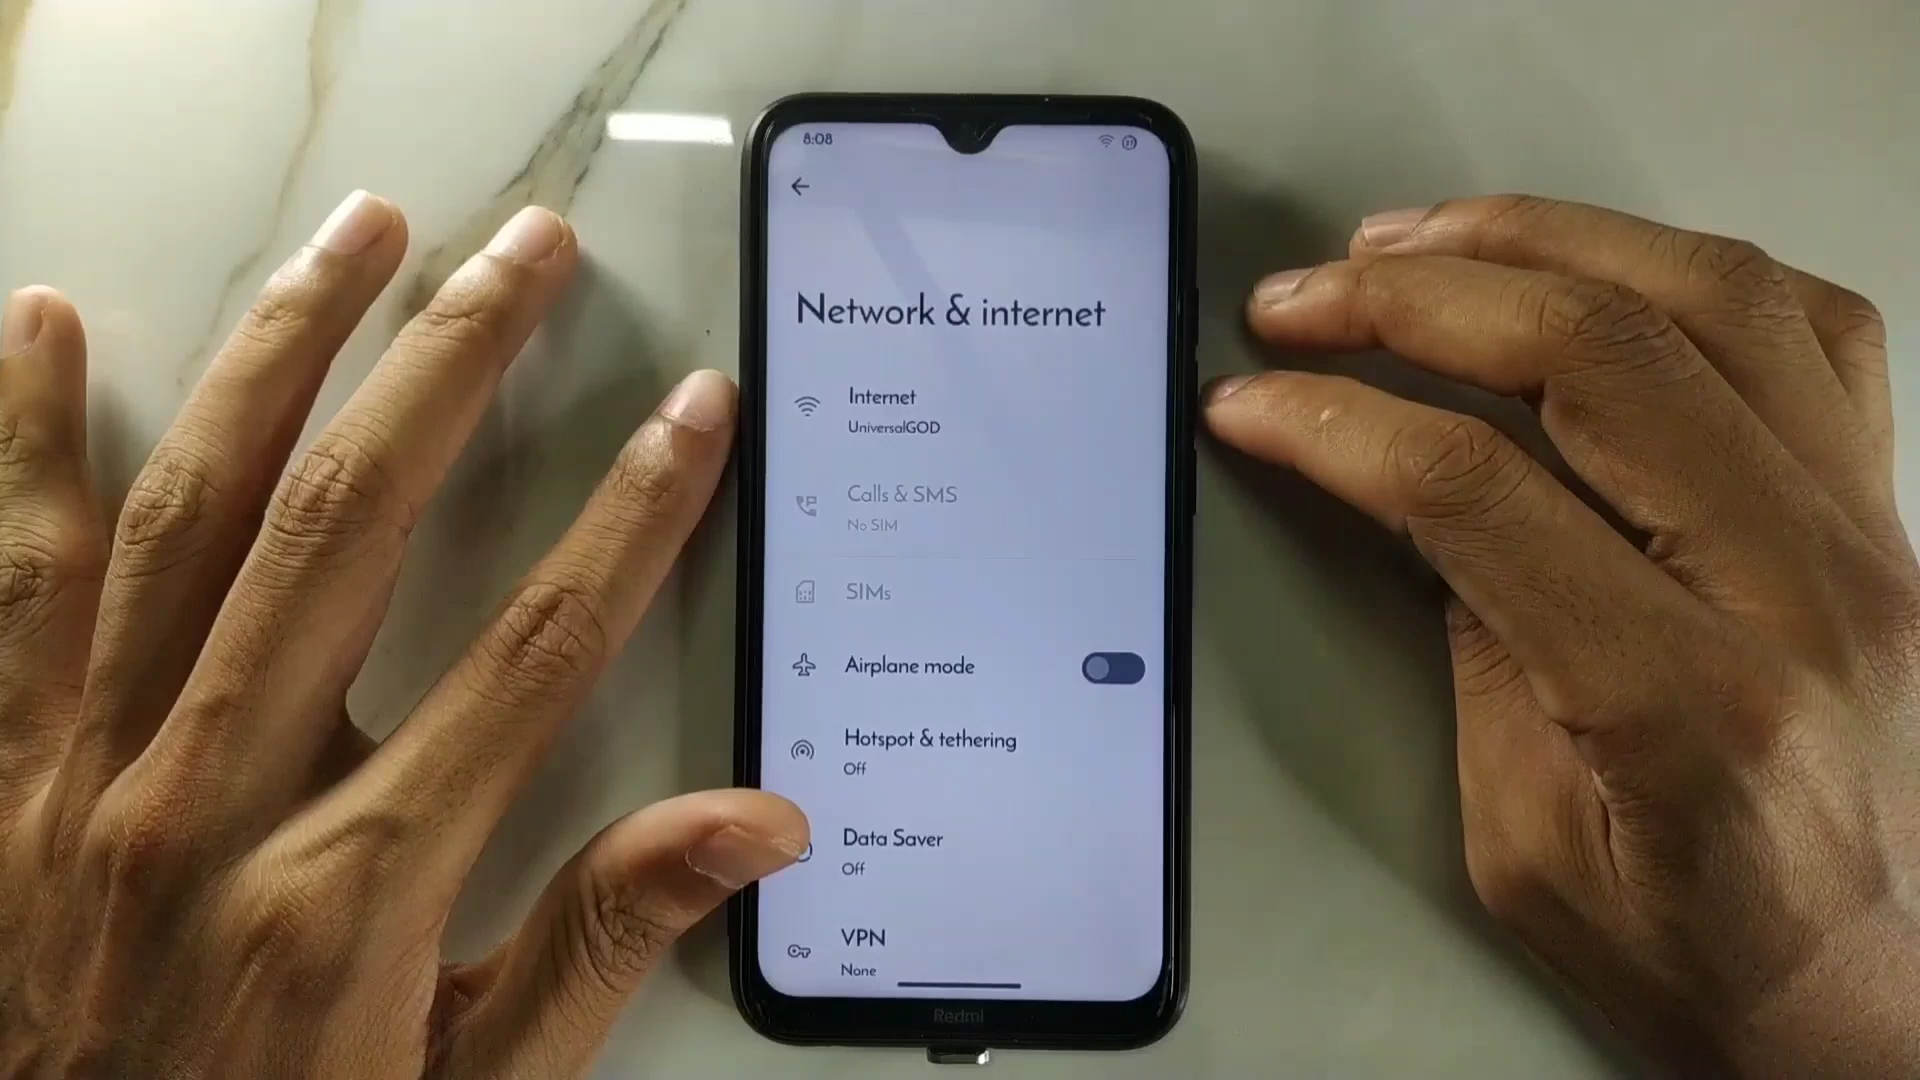 8:08
Network & internet
Internet
UniversalGOD
Calls & SMS
No SIM
SIMs
Airplane mode
Hotspot & tethering
Off
Data Saver
Off
VPN
None
Redmi